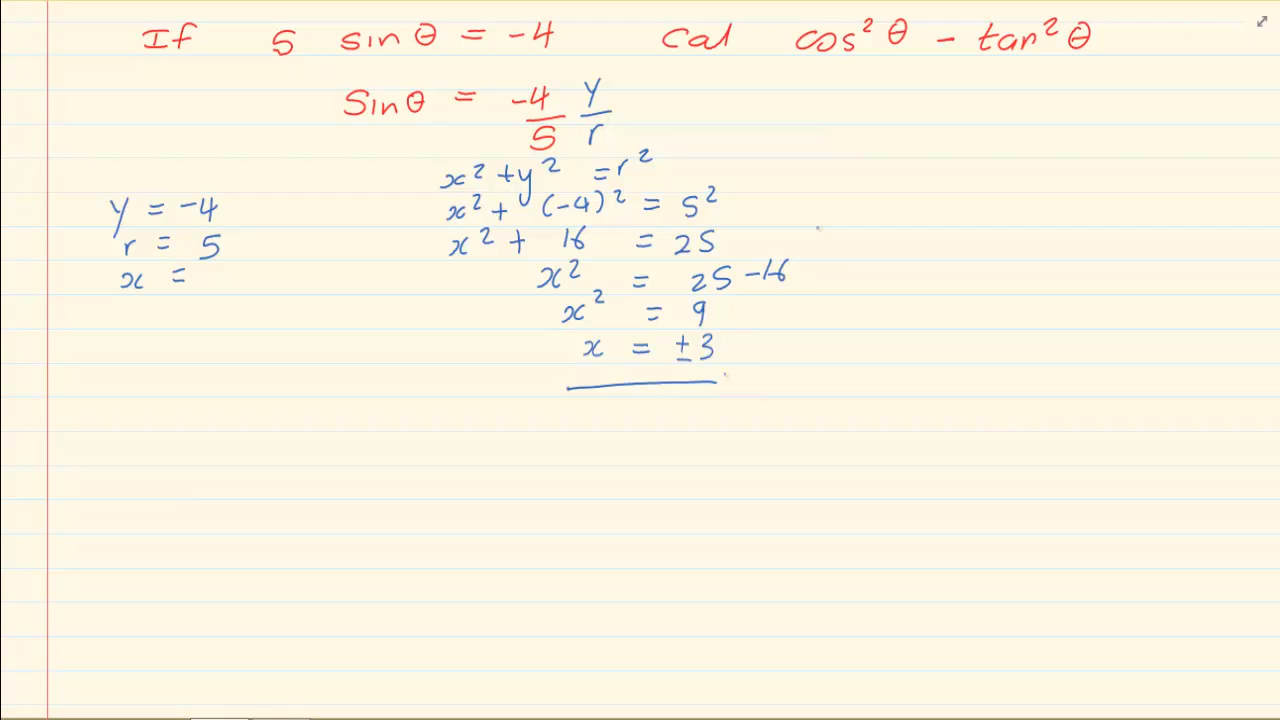 If 5 sinθ = -4 Cal cos²θ - tan²θ
Sinθ = -4/5 y/r
x² + y² = r²
y = -4
r = 5
x =
x² + (-4)² = 5²
x² + 16 = 25
x² = 25 - 16
x² = 9
x = ±3